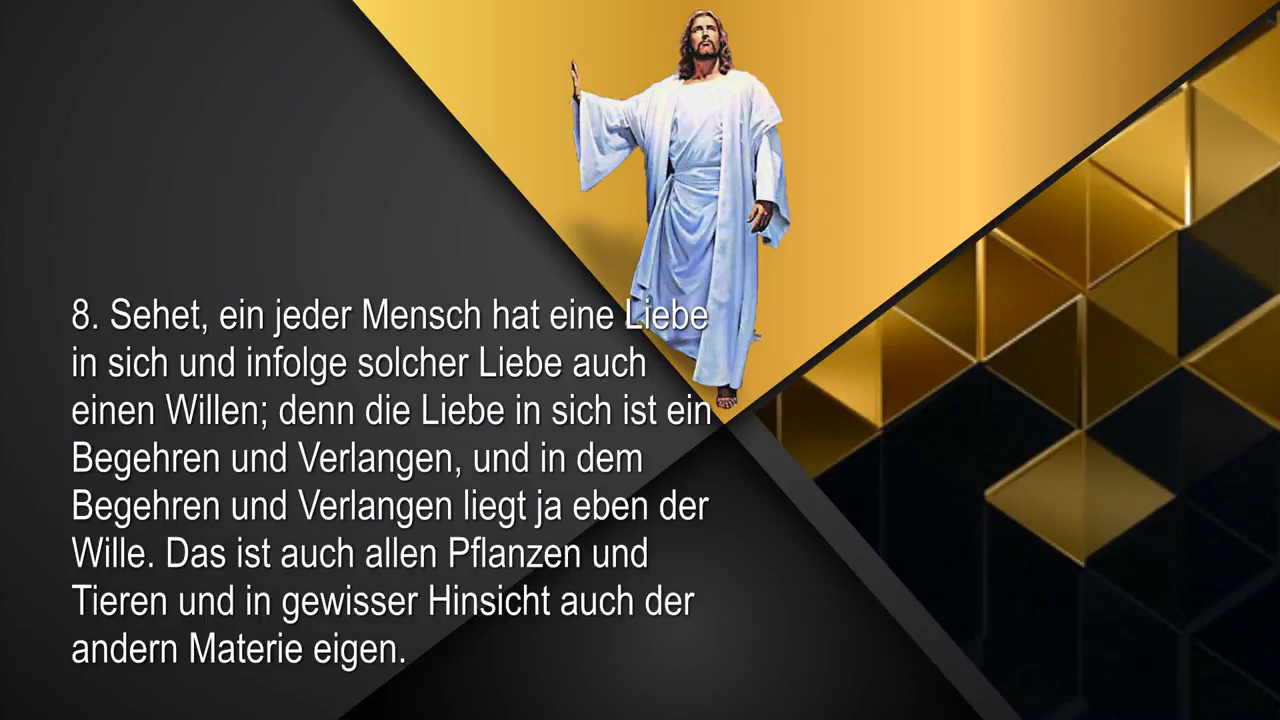 8. Sehet, ein jeder Mensch hat eine Liebe
in sich und infolge solcher Liebe auch
einen Willen; denn die Liebe in sich ist ein
Begehren und Verlangen, und in dem
Begehren und Verlangen liegt ja eben der
Wille. Das ist auch allen Pflanzen und
Tieren und in gewisser Hinsicht auch der
andern Materie eigen.